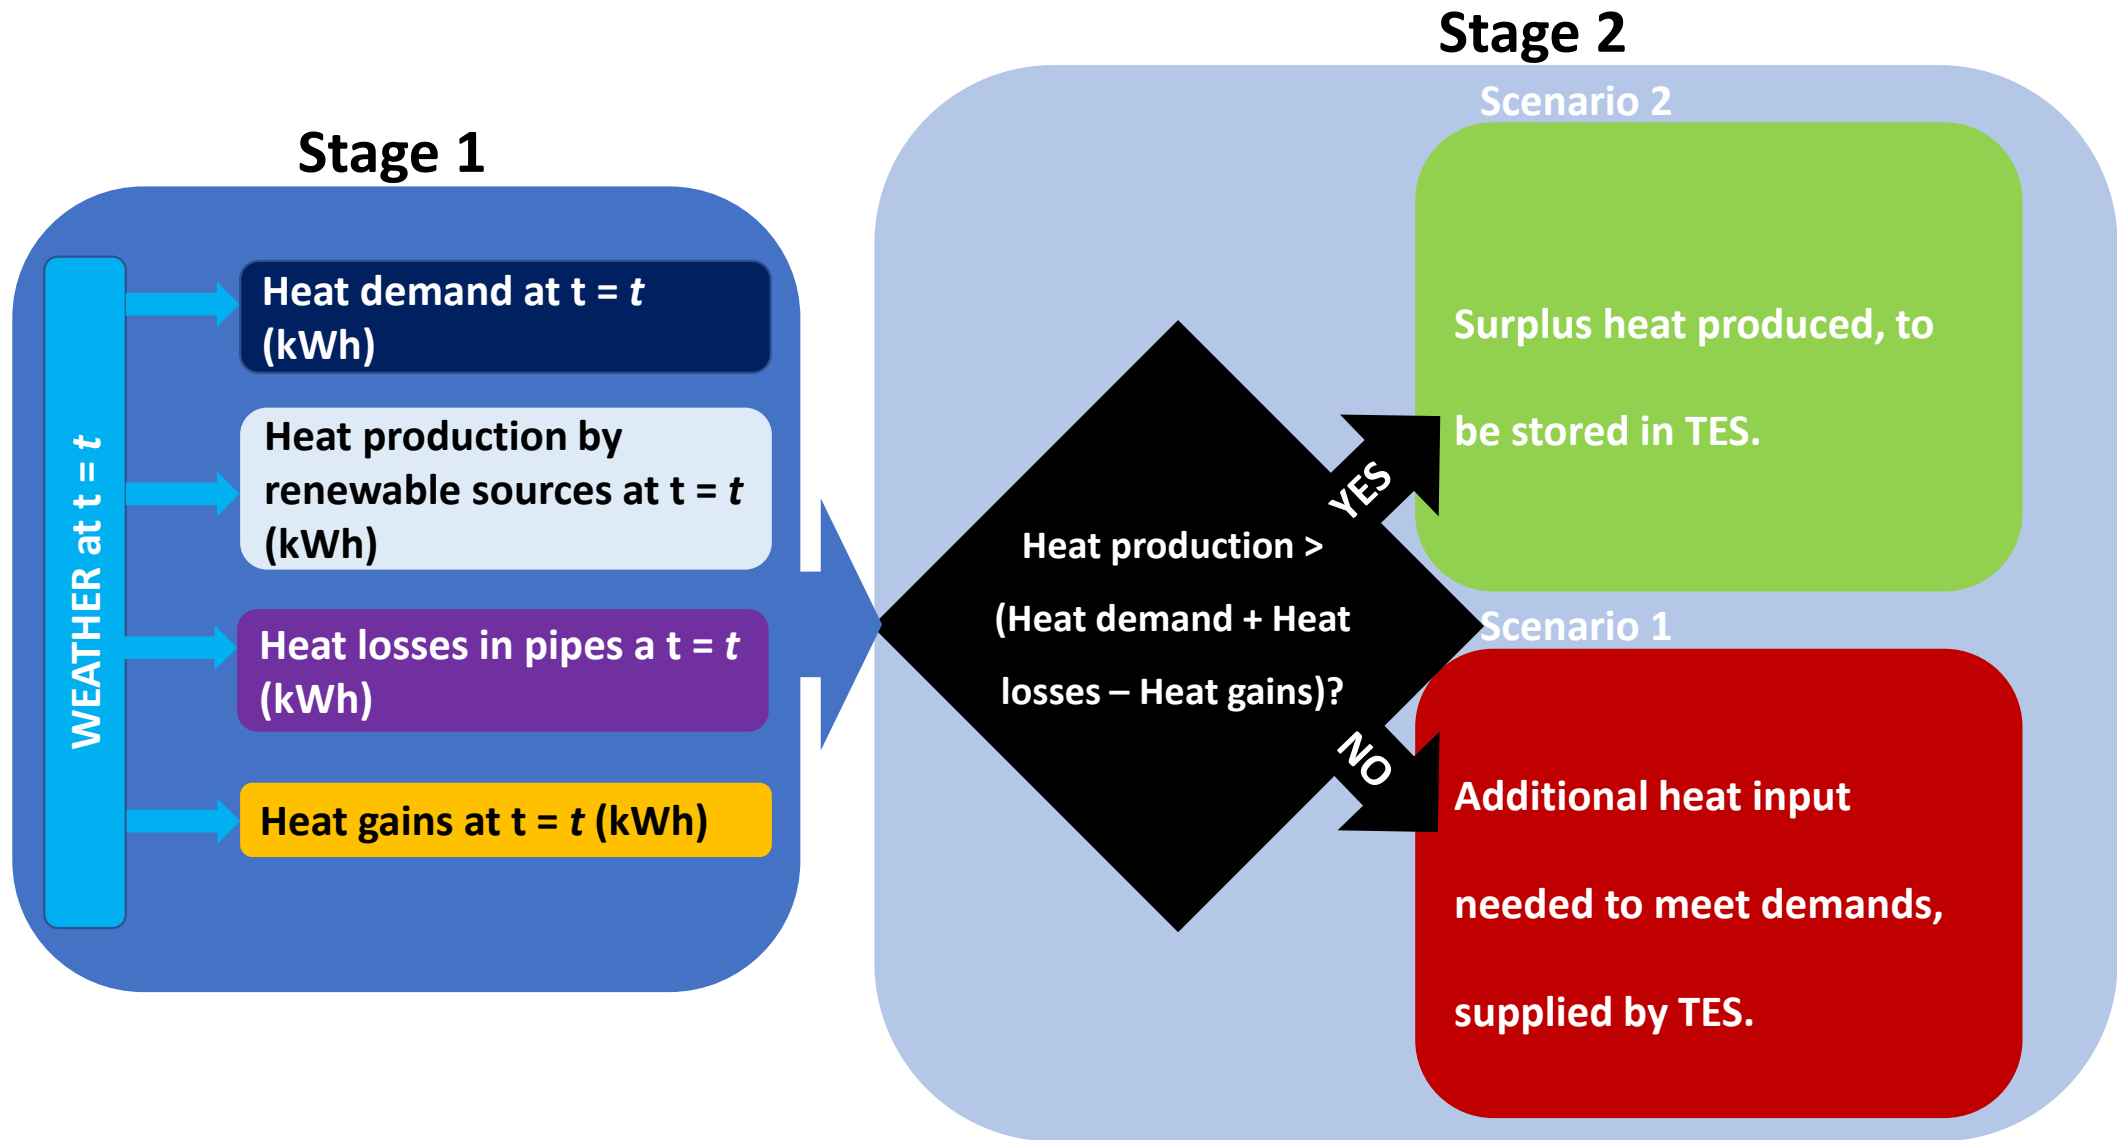 Stage 1
WEATHER at t = t
Heat demand at t = t
(kWh)
Heat production by
renewable sources at t = t
(kWh)
Heat losses in pipes a t = t
(kWh)
Heat gains at t = t (kWh)
Stage 2
Heat production >
(Heat demand + Heat
losses – Heat gains)?
YES
NO
Scenario 2
Surplus heat produced, to
be stored in TES.
Scenario 1
Additional heat input
needed to meet demands,
supplied by TES.